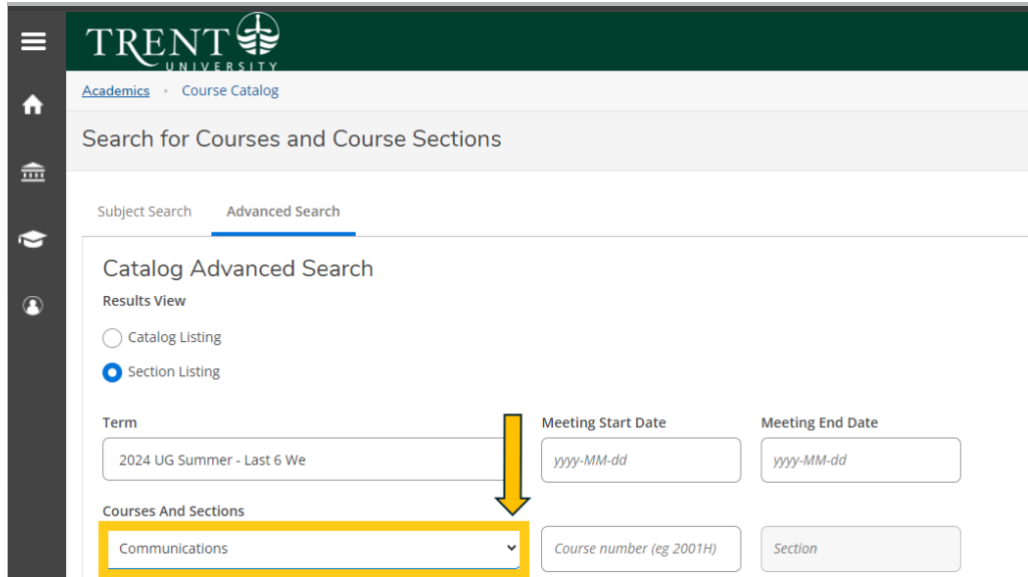 TRENT
UNIVERSITY
Academics • Course Catalog
Search for Courses and Course Sections
Subject Search Advanced Search
Catalog Advanced Search
Results View
Catalog Listing
Section Listing
Term Meeting Start Date Meeting End Date
2024 UG Summer - Last 6 We yyyy-MM-dd yyyy-MM-dd
Courses And Sections
Communications Course number (eg 2001H) Section